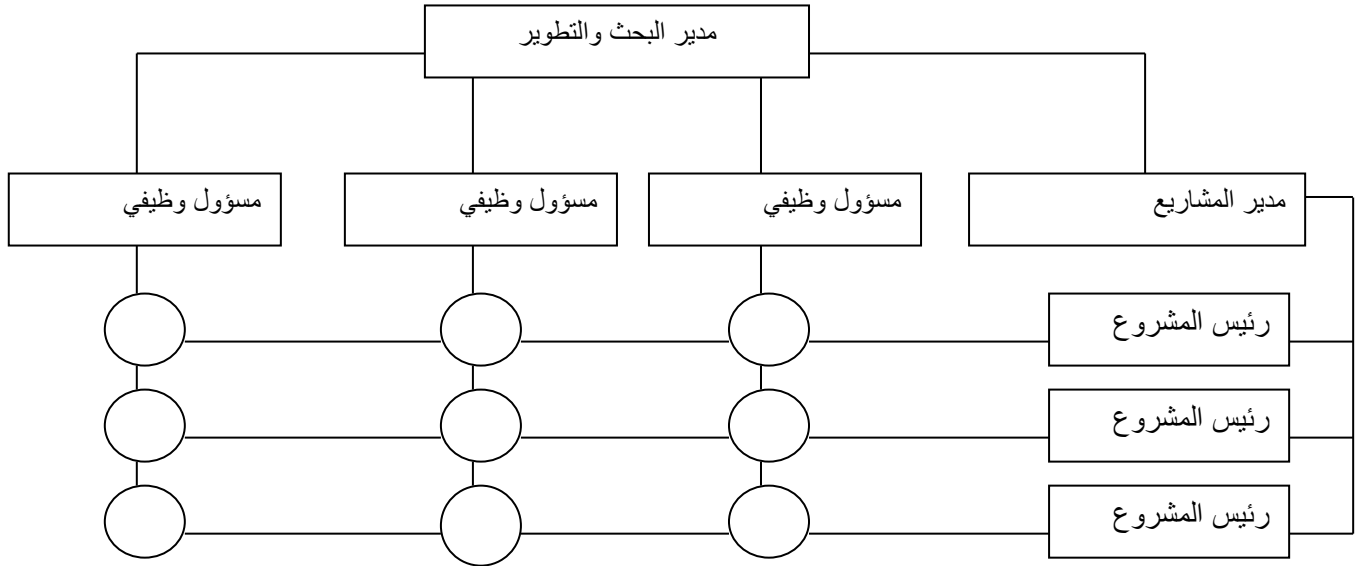 مدير البحث والتطوير
مدير المشاريع
مسؤول وظيفي
مسؤول وظيفي
مسؤول وظيفي
رئيس المشروع
رئيس المشروع
رئيس المشروع